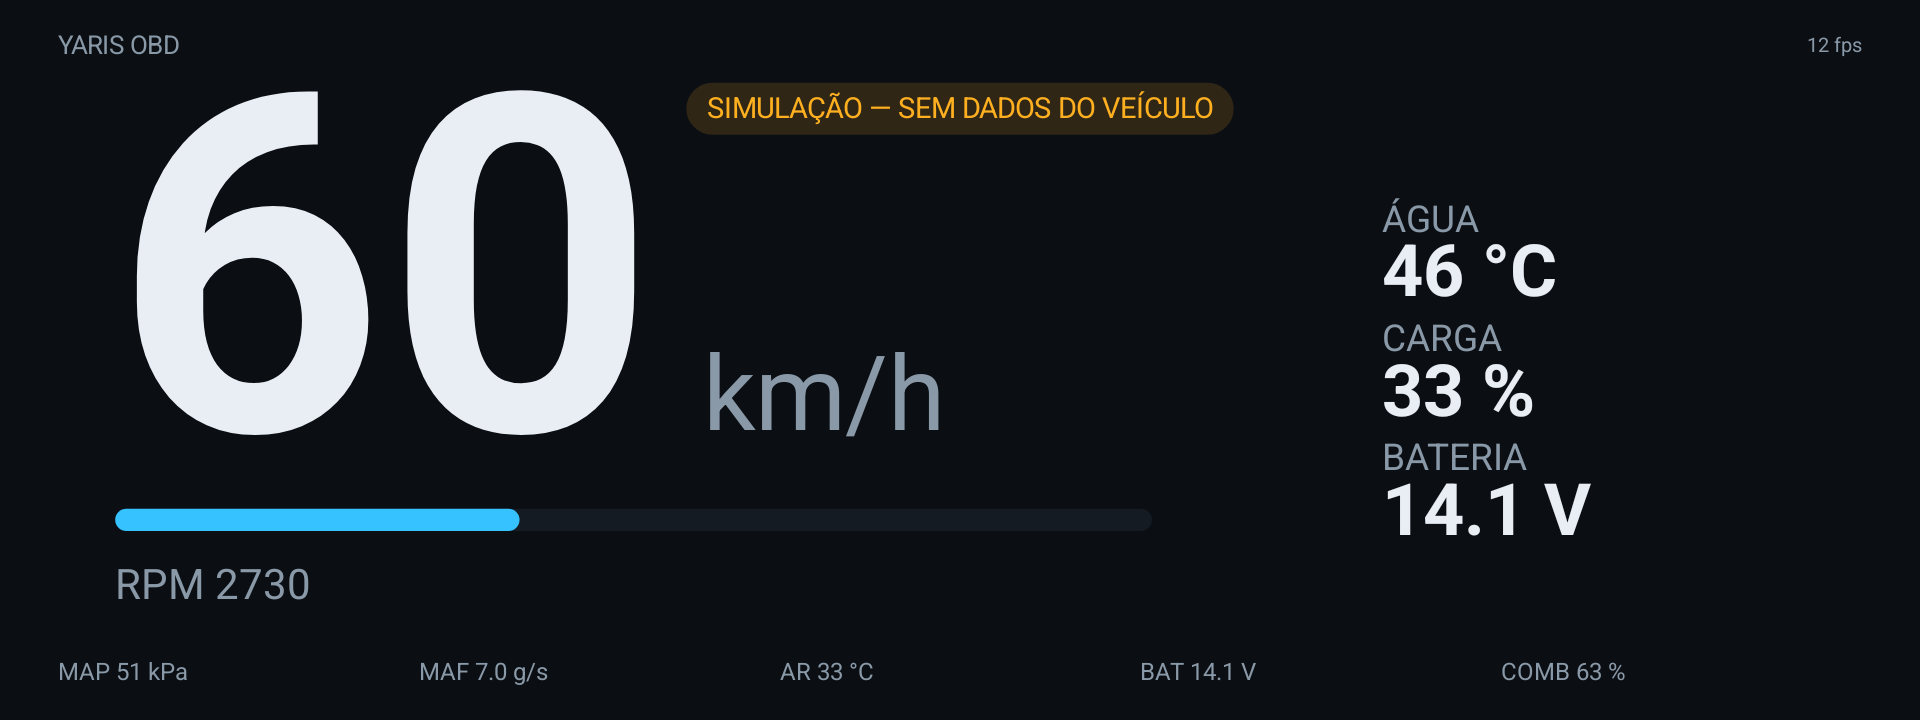 YARIS OBD
12 fps
SIMULAÇÃO — SEM DADOS DO VEÍCULO
60 km/h
ÁGUA
46 °C
CARGA
33 %
BATERIA
14.1 V
RPM 2730
MAP 51 kPa
MAF 7.0 g/s
AR 33 °C
BAT 14.1 V
COMB 63 %